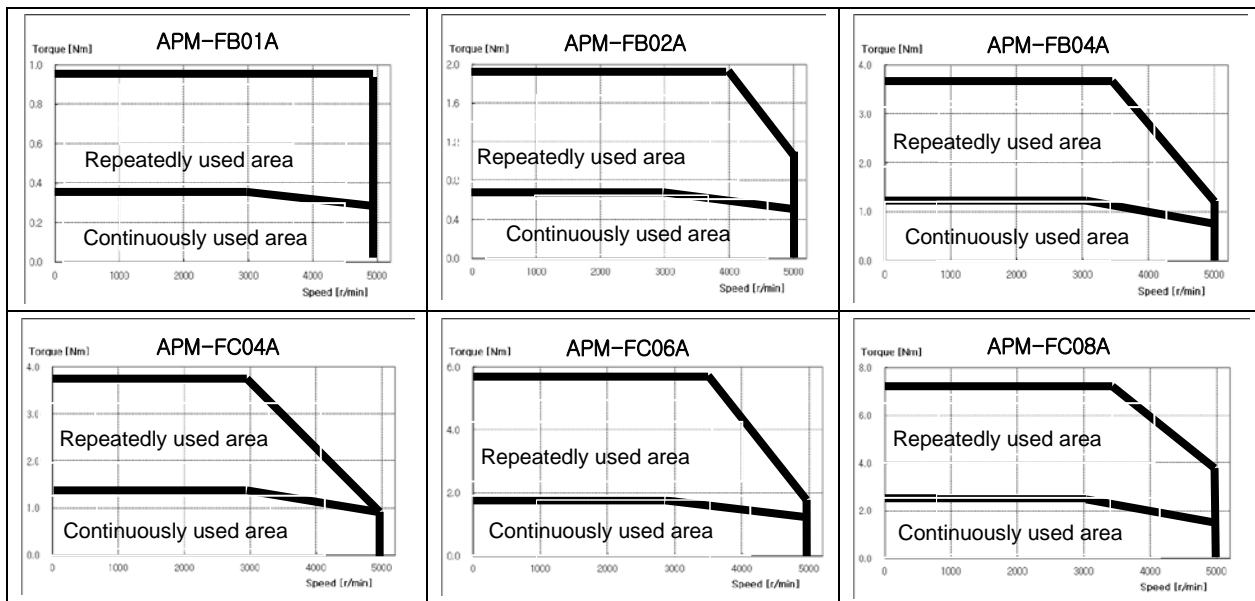 APM-FB01A
Torque [Nm]
1.0
0.8
0.6
Repeatedly used area
0.4
0.2
Continuously used area
0.0
0 1000 2000 3000 4000 5000
Speed [r/min]
APM-FB02A
Torque [Nm]
2.0
1.6
1.2
Repeatedly used area
0.8
0.4
Continuously used area
0.0
0 1000 2000 3000 4000 5000
Speed [r/min]
APM-FB04A
Torque [Nm]
4.0
3.0
Repeatedly used area
2.0
1.0
Continuously used area
0.0
0 1000 2000 3000 4000 5000
Speed [r/min]
APM-FC04A
Torque [Nm]
4.0
3.0
Repeatedly used area
2.0
1.0
Continuously used area
0.0
0 1000 2000 3000 4000 5000
Speed [r/min]
APM-FC06A
Torque [Nm]
6.0
4.0
Repeatedly used area
2.0
Continuously used area
0.0
0 1000 2000 3000 4000 5000
Speed [r/min]
APM-FC08A
Torque [Nm]
8.0
6.0
Repeatedly used area
4.0
2.0
Continuously used area
0.0
0 1000 2000 3000 4000 5000
Speed [r/min]